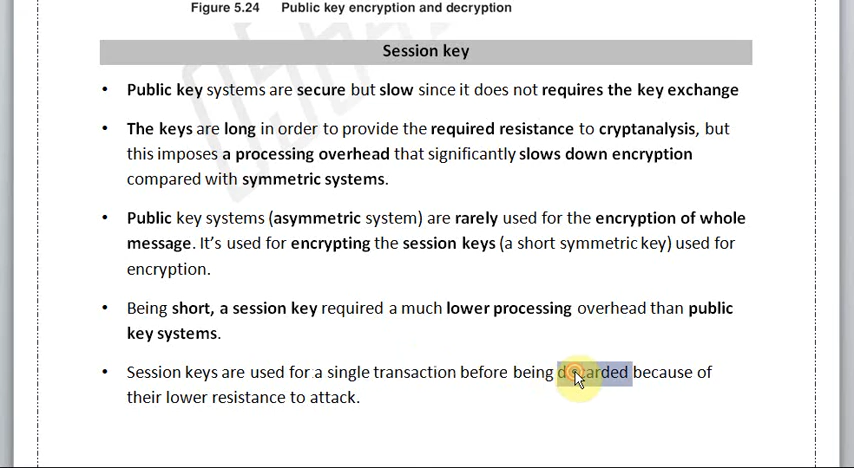 Figure 5.24 Public key encryption and decryption
Session key
• Public key systems are secure but slow since it does not requires the key exchange
• The keys are long in order to provide the required resistance to cryptanalysis, but
this imposes a processing overhead that significantly slows down encryption
compared with symmetric systems.
• Public key systems (asymmetric system) are rarely used for the encryption of whole
message. It's used for encrypting the session keys (a short symmetric key) used for
encryption.
• Being short, a session key required a much lower processing overhead than public
key systems.
• Session keys are used for a single transaction before being because of
their lower resistance to attack.